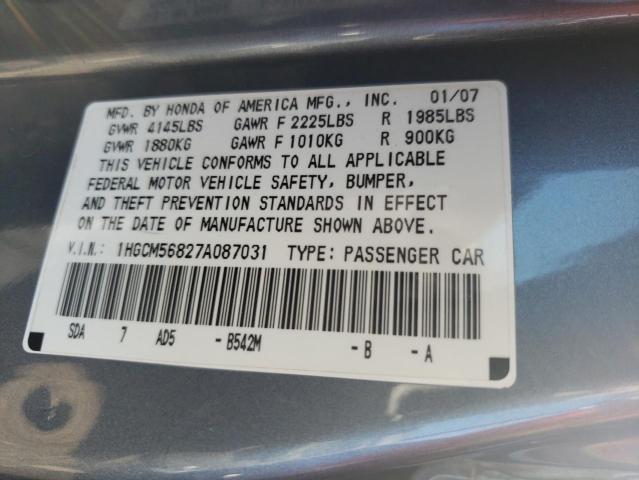 MFD. BY HONDA OF AMERICA MFG., INC. 01/07
GVWR 4145LBS GAWR F 2225LBS R 1985LBS
GVWR 1880KG GAWR F 1010KG R 900KG
THIS VEHICLE CONFORMS TO ALL APPLICABLE
FEDERAL MOTOR VEHICLE SAFETY, BUMPER,
AND THEFT PREVENTION STANDARDS IN EFFECT
ON THE DATE OF MANUFACTURE SHOWN ABOVE.
V.I.N.: 1HGCM56827A087031 TYPE: PASSENGER CAR
SDA 7 AD5 -B542M -B -A